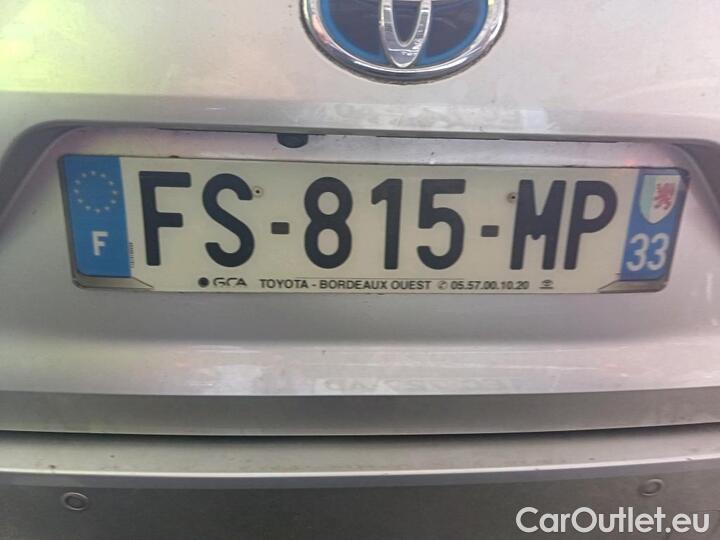 F FS-815-MP 33
GCA TOYOTA - BORDEAUX OUEST ✆ 05.57.00.10.20
CarOutlet.eu